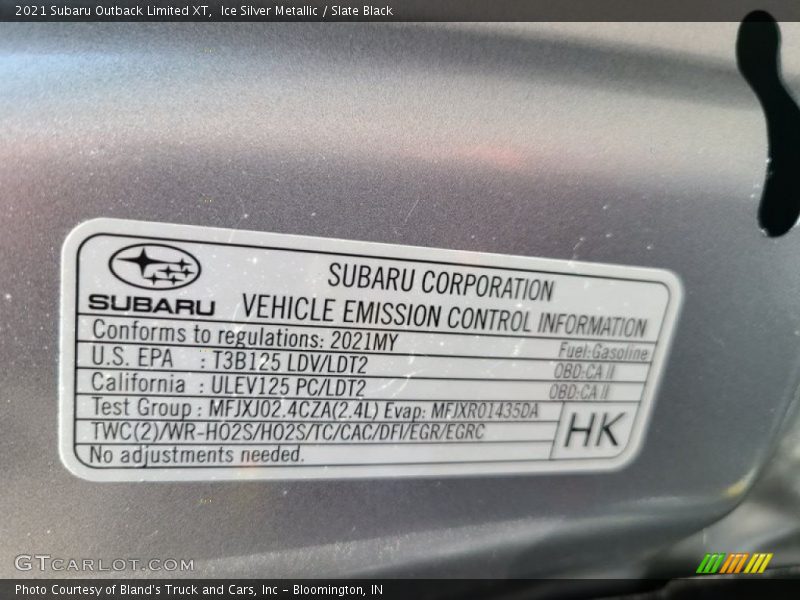 2021 Subaru Outback Limited XT, Ice Silver Metallic / Slate Black
SUBARU
SUBARU CORPORATION
VEHICLE EMISSION CONTROL INFORMATION
Conforms to regulations: 2021MY Fuel:Gasoline
U.S. EPA : T3B125 LDV/LDT2 OBD:CA II
California : ULEV125 PC/LDT2 OBD:CA II
Test Group : MFJXJ02.4CZA(2.4L) Evap: MFJXR01435DA
TWC(2)/WR-HO2S/HO2S/TC/CAC/DFI/EGR/EGRC
HK
No adjustments needed.
GTCARLOT.COM
Photo Courtesy of Bland's Truck and Cars, Inc - Bloomington, IN